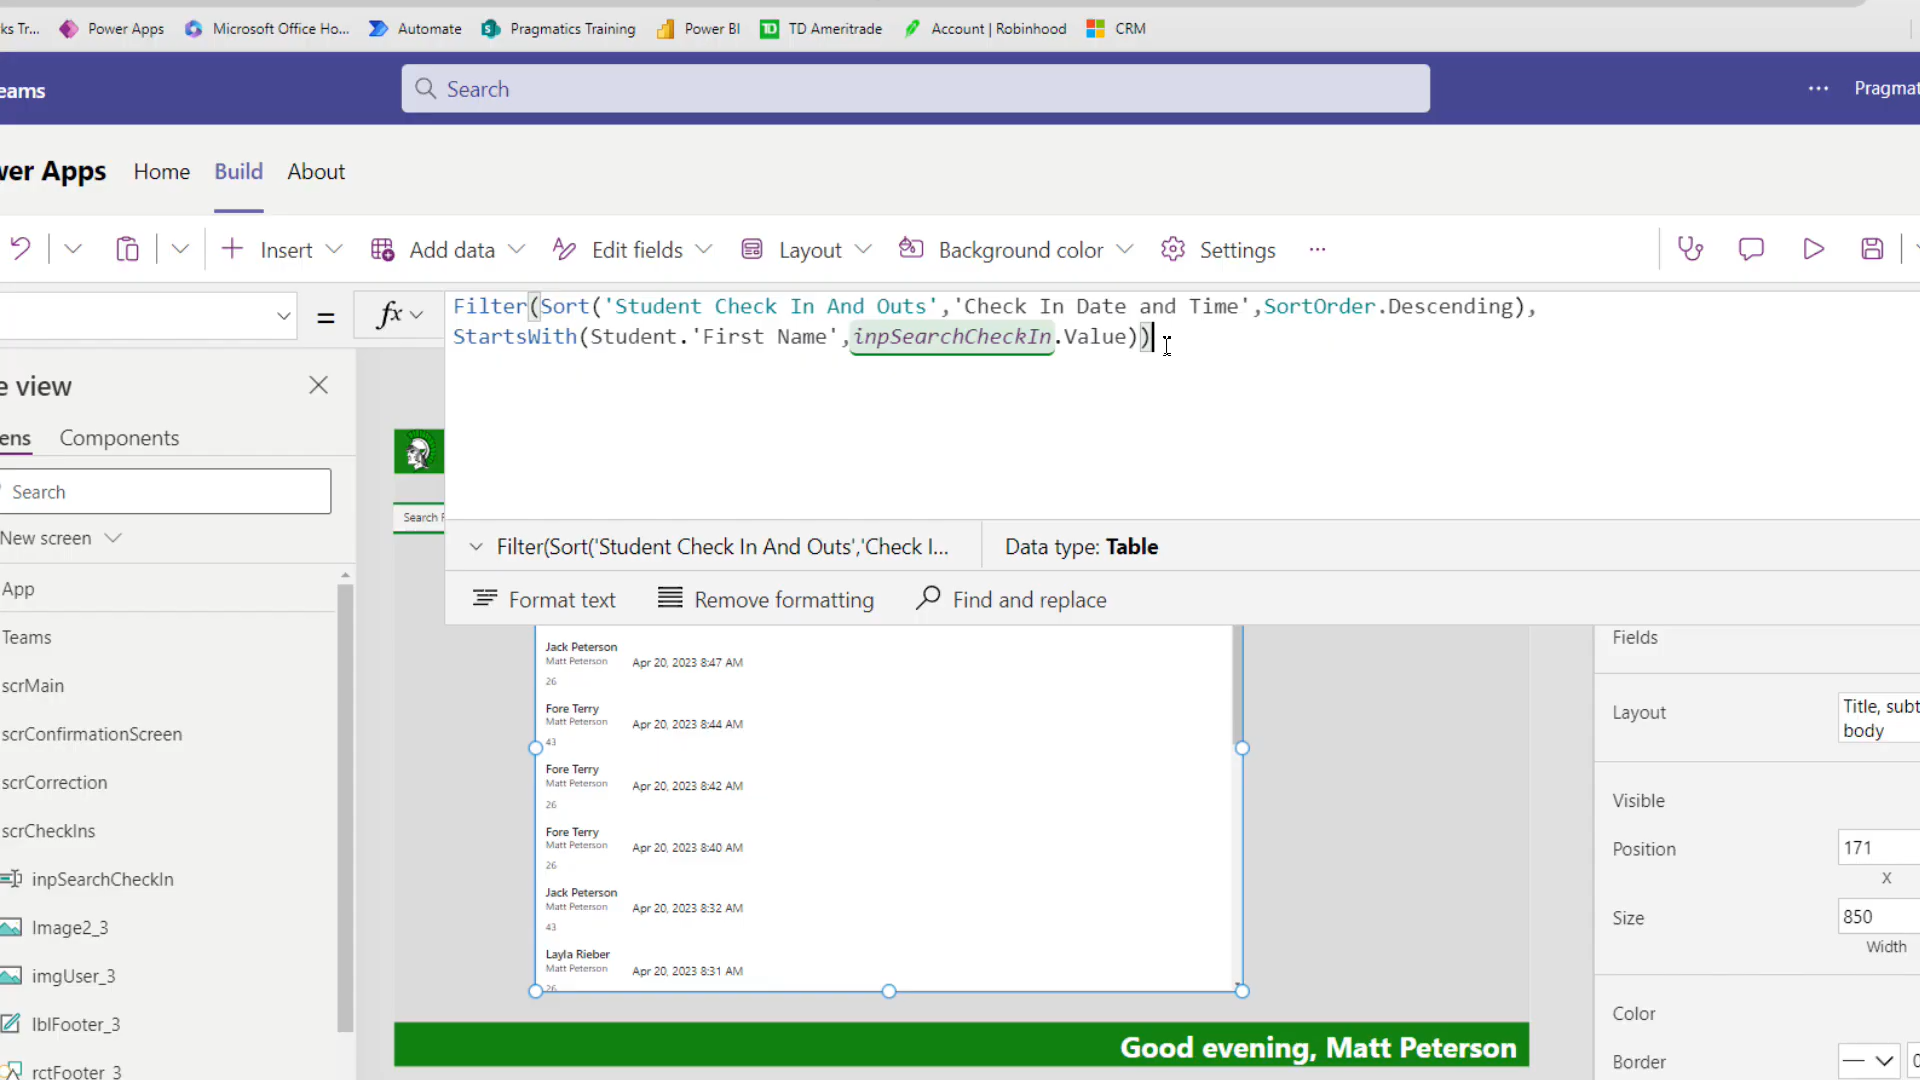 ks Tr... Power Apps Microsoft Office Ho... Automate Pragmatics Training Power BI TD Ameritrade Account | Robinhood CRM
eams Search ... Pragmat
ver Apps Home Build About
Insert Add data Edit fields Layout Background color Settings ...
= fx Filter(Sort('Student Check In And Outs','Check In Date and Time',SortOrder.Descending),
StartsWith(Student.'First Name',inpSearchCheckIn.Value))
e view
ens Components
Search
New screen
App
Teams
scrMain
scrConfirmationScreen
scrCorrection
scrCheckIns
inpSearchCheckIn
Image2_3
imgUser_3
lblFooter_3
rctFooter_3
Search F
Filter(Sort('Student Check In And Outs','Check I... Data type: Table
Format text Remove formatting Find and replace
Jack Peterson
Matt Peterson Apr 20, 2023 8:47 AM
26
Fore Terry
Matt Peterson Apr 20, 2023 8:44 AM
43
Fore Terry
Matt Peterson Apr 20, 2023 8:42 AM
26
Fore Terry
Matt Peterson Apr 20, 2023 8:40 AM
26
Jack Peterson
Matt Peterson Apr 20, 2023 8:32 AM
43
Layla Rieber
Matt Peterson Apr 20, 2023 8:31 AM
26
Good evening, Matt Peterson
Fields
Layout Title, subt
body
Visible
Position 171
X
Size 850
Width
Color
Border 0